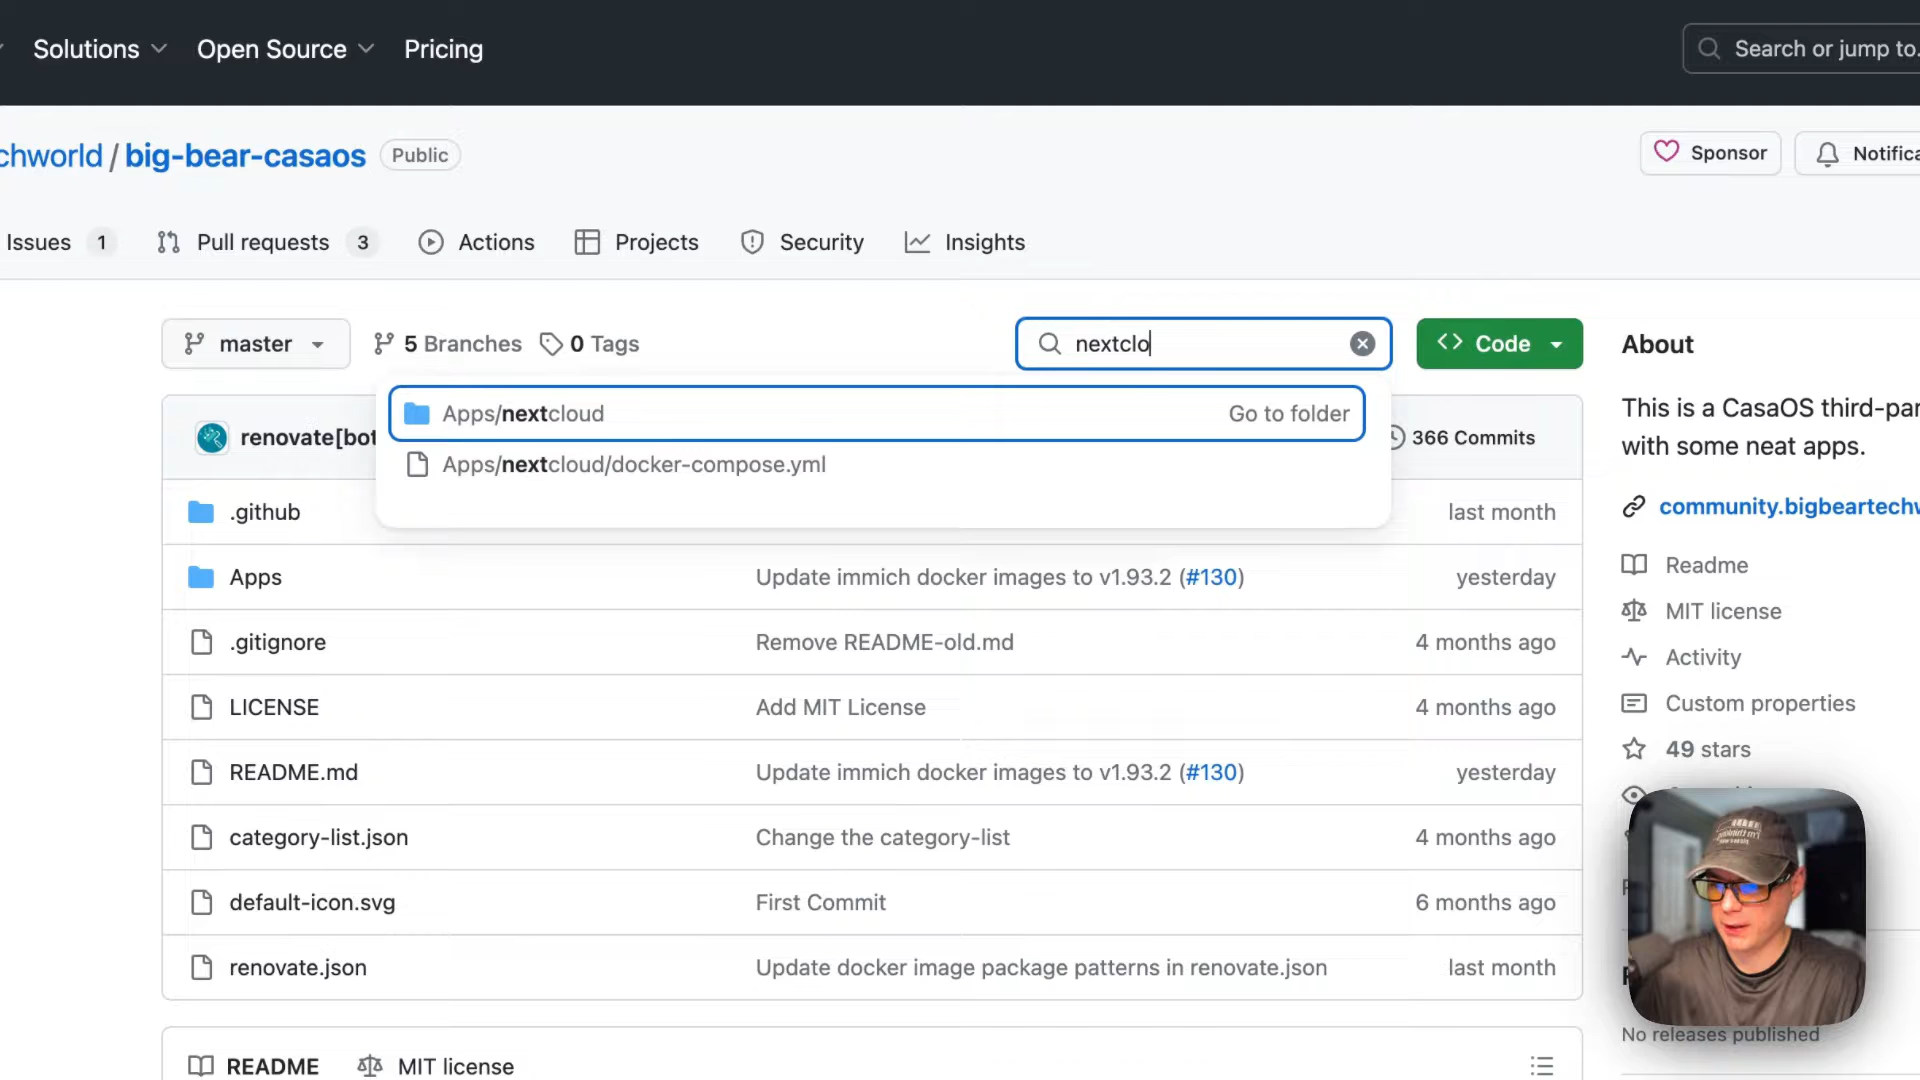 Solutions Open Source Pricing Search or jump to.
chworld / big-bear-casaos Public Sponsor Notifica
Issues 1 Pull requests 3 Actions Projects Security Insights
master 5 Branches 0 Tags nextclo Code About
Apps/nextcloud Go to folder
This is a CasaOS third-par
with some neat apps.
renovate[bot 366 Commits
Apps/nextcloud/docker-compose.yml
.github last month
community.bigbeartechw
Apps Update immich docker images to v1.93.2 (#130) yesterday
Readme
MIT license
.gitignore Remove README-old.md 4 months ago
Activity
LICENSE Add MIT License 4 months ago
Custom properties
49 stars
README.md Update immich docker images to v1.93.2 (#130) yesterday
category-list.json Change the category-list 4 months ago
default-icon.svg First Commit 6 months ago
renovate.json Update docker image package patterns in renovate.json last month
No releases published
README MIT license